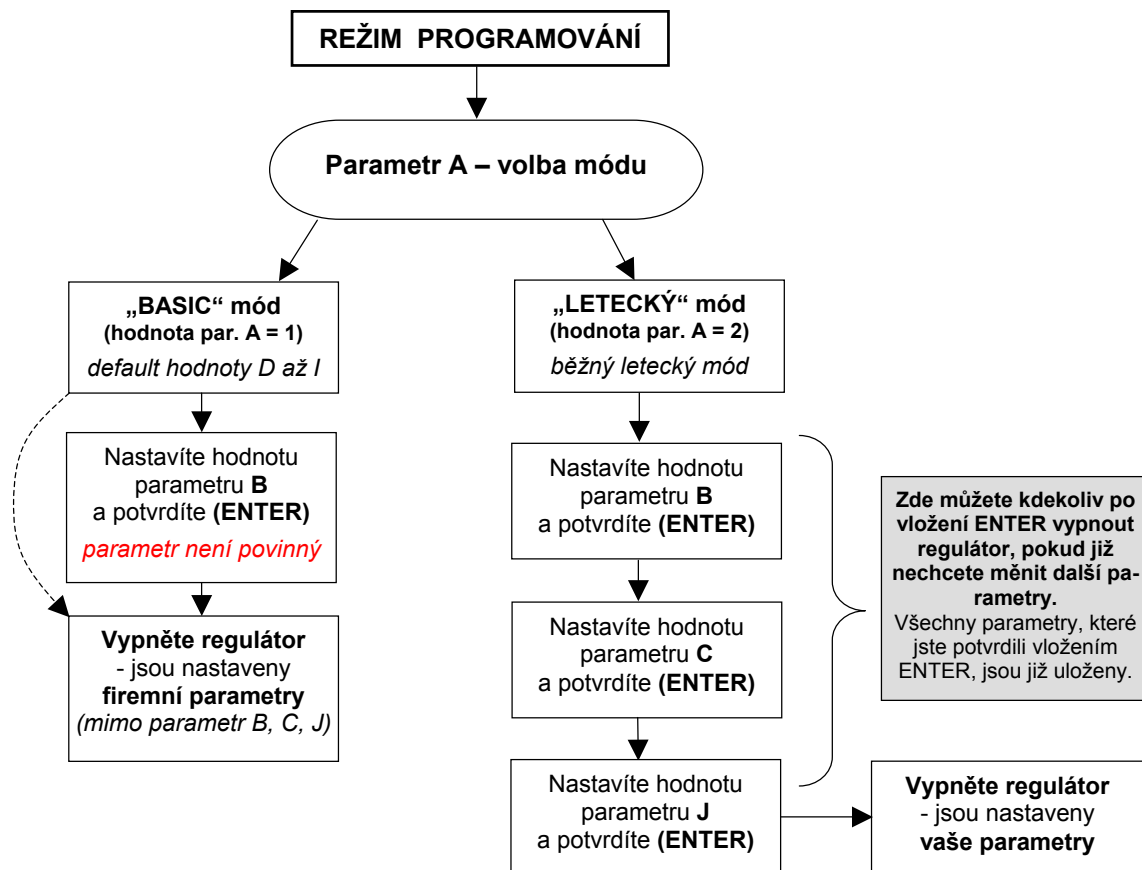 REŽIM PROGRAMOVÁNÍ
Parametr A – volba módu
„BASIC“ mód
(hodnota par. A = 1)
default hodnoty D až I
Nastavíte hodnotu
parametru B
a potvrdíte (ENTER)
parametr není povinný
Vypněte regulátor
- jsou nastaveny
firemní parametry
(mimo parametr B, C, J)
„LETECKÝ“ mód
(hodnota par. A = 2)
běžný letecký mód
Nastavíte hodnotu
parametru B
a potvrdíte (ENTER)
Nastavíte hodnotu
parametru C
a potvrdíte (ENTER)
Nastavíte hodnotu
parametru J
a potvrdíte (ENTER)
Zde můžete kdekoliv po
vložení ENTER vypnout
regulátor, pokud již
nechcete měnit další pa-
rametry.
Všechny parametry, které
jste potvrdili vložením
ENTER, jsou již uloženy.
Vypněte regulátor
- jsou nastaveny
vaše parametry